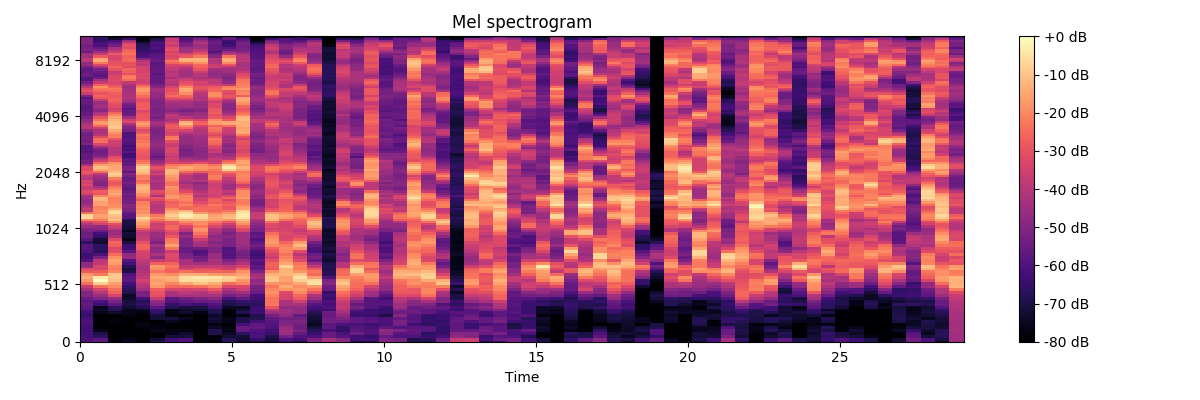 Mel spectrogram
8192
4096
2048
1024
512
0
Hz
0 5 10 15 20 25
Time
+0 dB
-10 dB
-20 dB
-30 dB
-40 dB
-50 dB
-60 dB
-70 dB
-80 dB